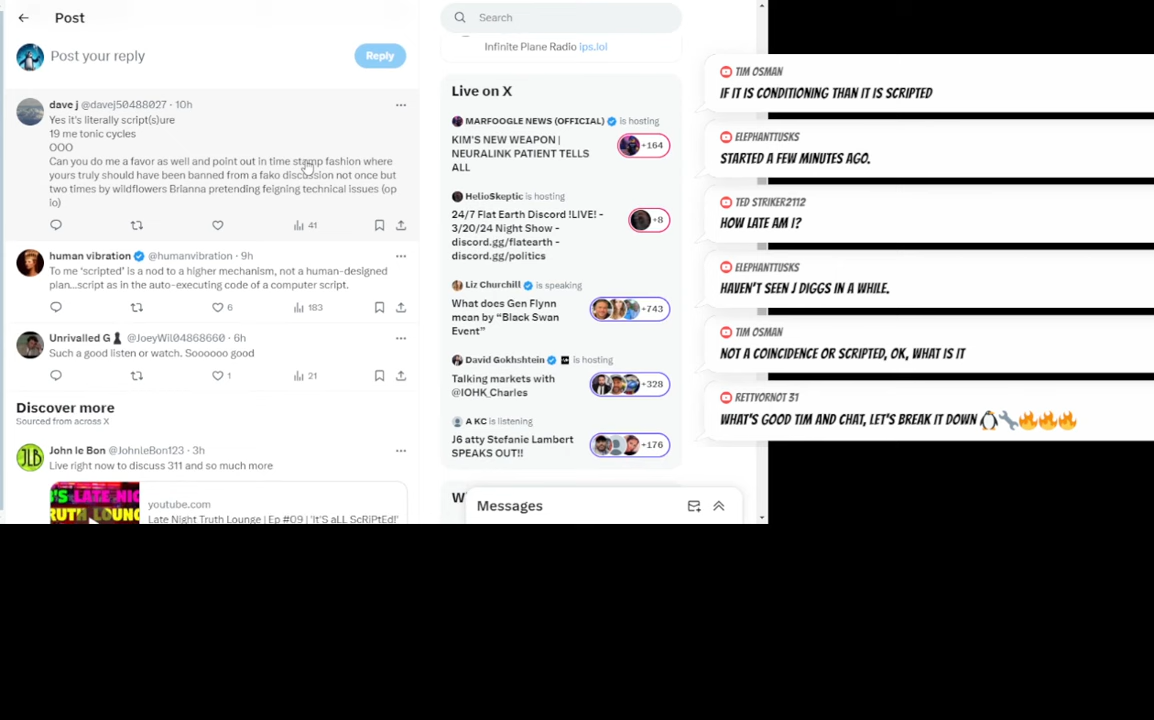 Post
Post your reply
Reply
dave j @davej50488027 · 10h
Yes it's literally script(s)ure
19 me tonic cycles
OOO
Can you do me a favor as well and point out in time stamp fashion where
yours truly should have been banned from a fako discussion not once but
two times by wildflowers Brianna pretending feigning technical issues (op
io)
41
human vibration @humanvibration · 9h
To me 'scripted' is a nod to a higher mechanism, not a human-designed
plan...script as in the auto-executing code of a computer script.
6
183
Unrivalled G @JoeyWil04868660 · 6h
Such a good listen or watch. Soooooo good
1
21
Discover more
Sourced from across X
John le Bon @JohnleBon123 · 3h
Live right now to discuss 311 and so much more
JLB
'S LATE NIG
RUTH LOUNG
youtube.com
Late Night Truth Lounge | Ep #09 | 'It'S aLL ScRiPtEd!'
Search
Infinite Plane Radio ips.lol
Live on X
MARFOOGLE NEWS (OFFICIAL) is hosting
KIM'S NEW WEAPON |
NEURALINK PATIENT TELLS
ALL
+164
HelioSkeptic is hosting
24/7 Flat Earth Discord !LIVE! -
3/20/24 Night Show -
discord.gg/flatearth -
discord.gg/politics
+8
Liz Churchill is speaking
What does Gen Flynn
mean by “Black Swan
Event”
+743
David Gokhshtein is hosting
Talking markets with
@IOHK_Charles
+328
A KC is listening
J6 atty Stefanie Lambert
SPEAKS OUT!!
+176
W
Messages
TIM OSMAN
IF IT IS CONDITIONING THAN IT IS SCRIPTED
ELEPHANTTUSKS
STARTED A FEW MINUTES AGO.
TED STRIKER2112
HOW LATE AM I?
ELEPHANTTUSKS
HAVEN'T SEEN J DIGGS IN A WHILE.
TIM OSMAN
NOT A COINCIDENCE OR SCRIPTED, OK, WHAT IS IT
RETTYORNOT 31
WHAT'S GOOD TIM AND CHAT, LET'S BREAK IT DOWN 🐧🔧🔥🔥🔥